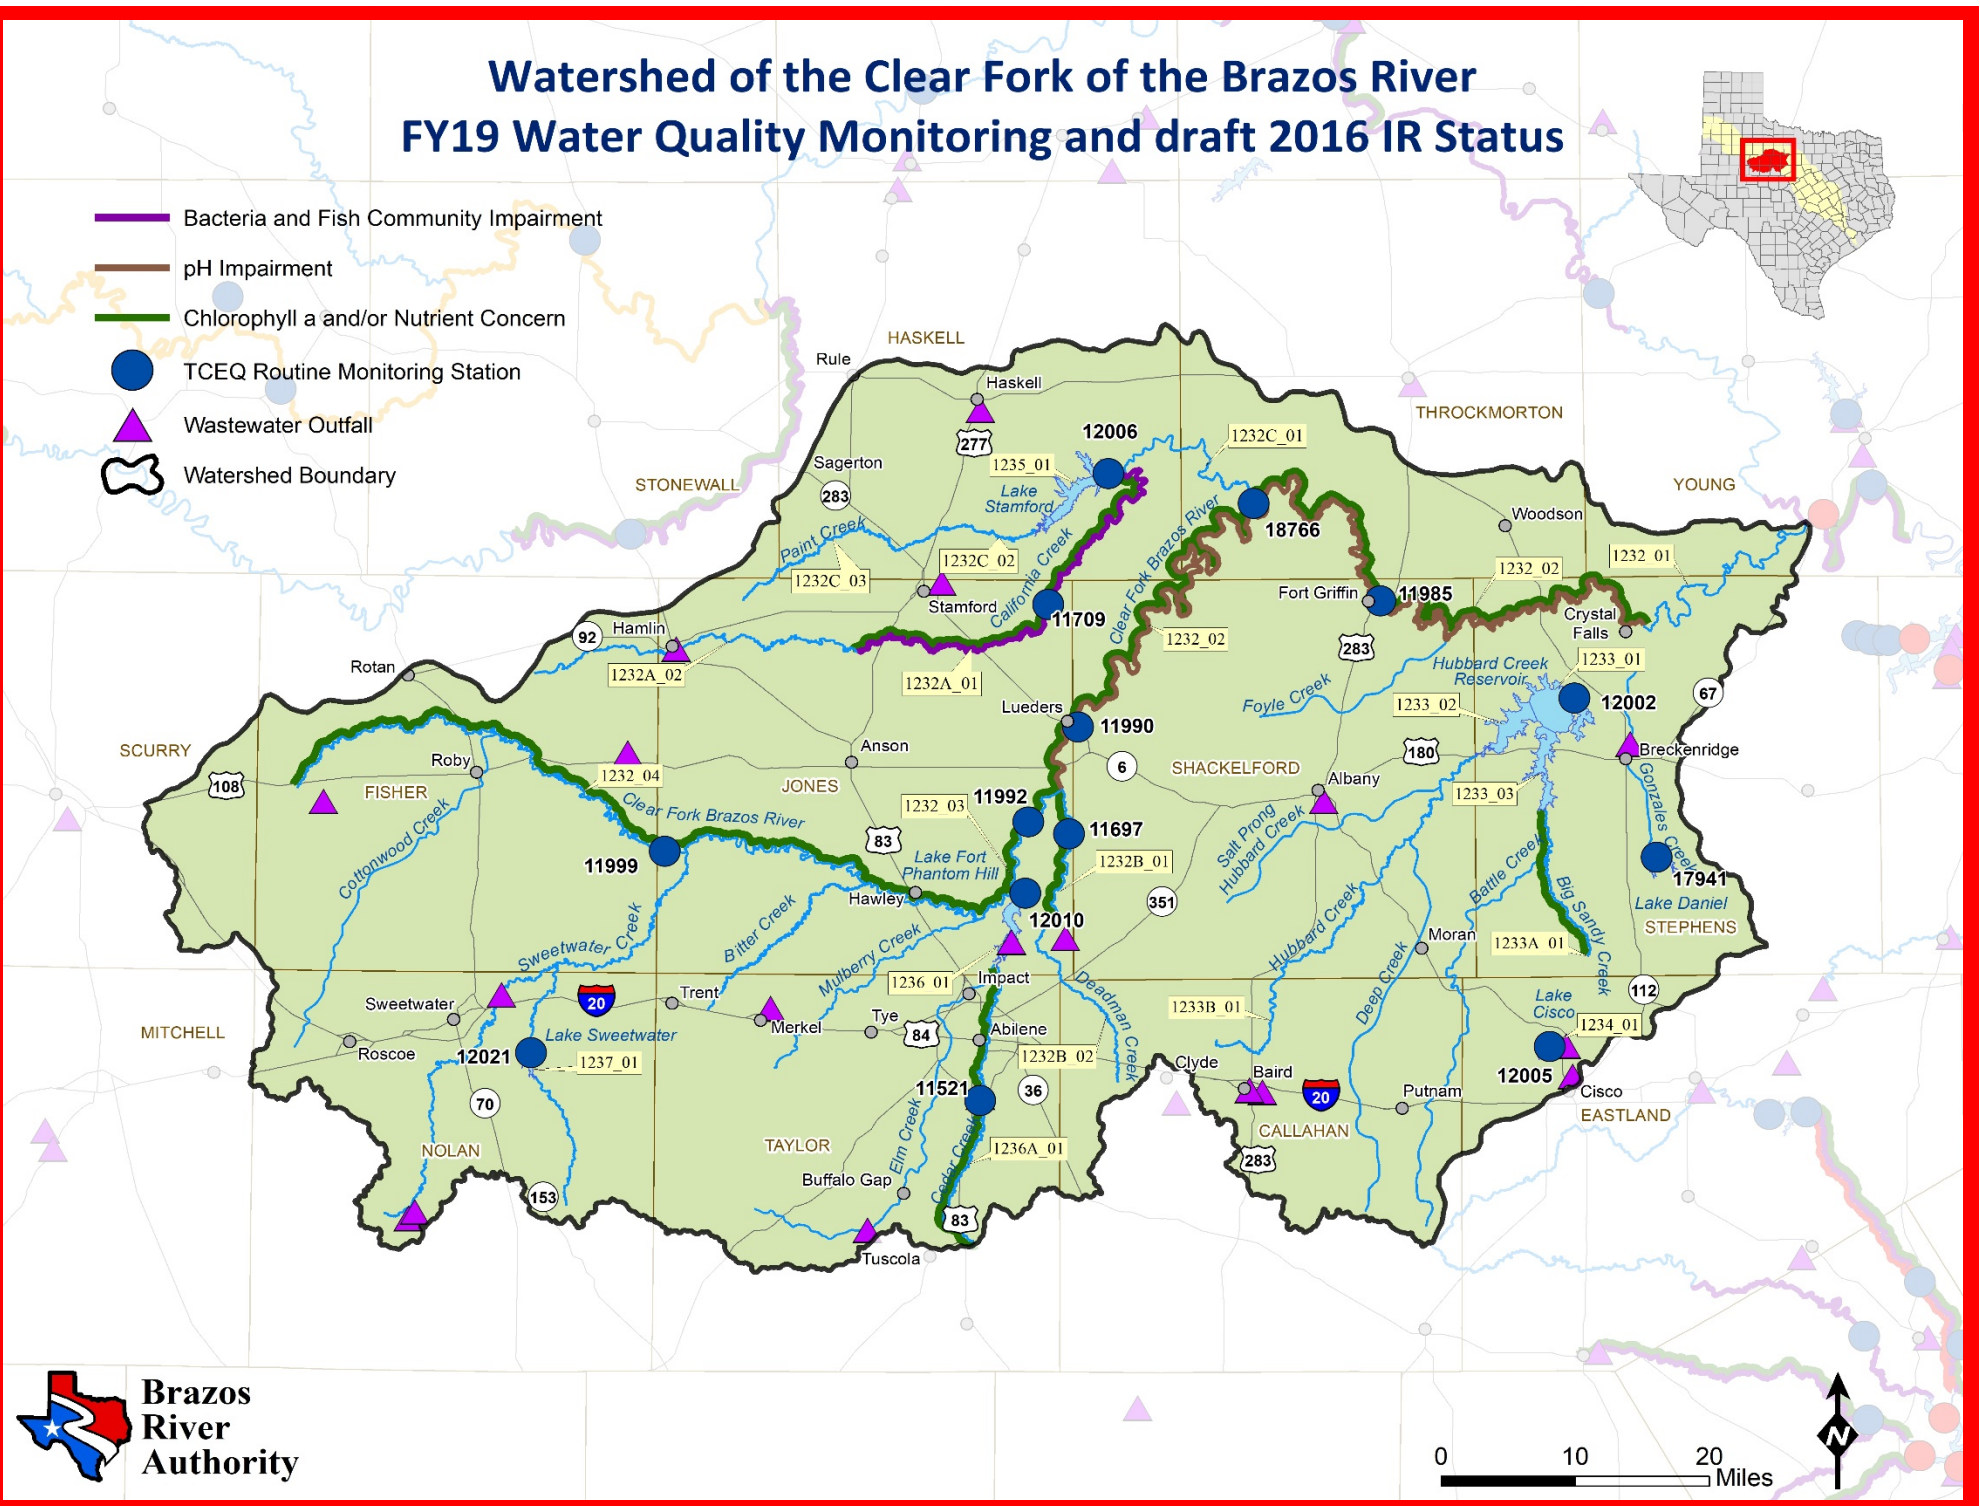 Watershed of the Clear Fork of the Brazos River
FY19 Water Quality Monitoring and draft 2016 IR Status
Bacteria and Fish Community Impairment
pH Impairment
Chlorophyll a and/or Nutrient Concern
TCEQ Routine Monitoring Station
Wastewater Outfall
Watershed Boundary
HASKELL
Rule
Haskell
THROCKMORTON
277
12006
1232C_01
Sagerton
1235_01
STONEWALL
283
Lake
Stamford
YOUNG
Woodson
18766
Paint Creek
1232C_02
1232C_03
California Creek
Clear Fork Brazos River
1232_01
1232_02
Fort Griffin
11985
Stamford
11709
Crystal
Falls
92
Hamlin
1232_02
283
Rotan
1232A_02
1232A_01
Hubbard Creek
Reservoir
1233_01
Foyle Creek
1233_02
12002
67
Lueders
11990
SCURRY
Roby
Anson
180
Breckenridge
108
FISHER
1232_04
JONES
6
SHACKELFORD
Albany
1233_03
Gonzales Creek
Clear Fork Brazos River
1232_03
11992
Cottonwood Creek
83
11697
Salt Prong
Hubbard Creek
11999
Lake Fort
Phantom Hill
1232B_01
Battle Creek
Big Sandy Creek
17941
Hawley
351
Lake Daniel
12010
STEPHENS
Bitter Creek
Mulberry Creek
Hubbard Creek
Moran
1233A_01
Sweetwater Creek
Deep Creek
1236_01
Impact
Deadman Creek
112
Sweetwater
20
Trent
1233B_01
Lake
Cisco
MITCHELL
Merkel
Tye
84
Abilene
1234_01
Roscoe
12021
Lake Sweetwater
1237_01
1232B_02
Clyde
Baird
12005
11521
36
20
Putnam
Cisco
70
EASTLAND
NOLAN
TAYLOR
Elm Creek
Cedar Creek
1236A_01
CALLAHAN
283
Buffalo Gap
153
83
Tuscola
Brazos
River
Authority
N
0 10 20
Miles